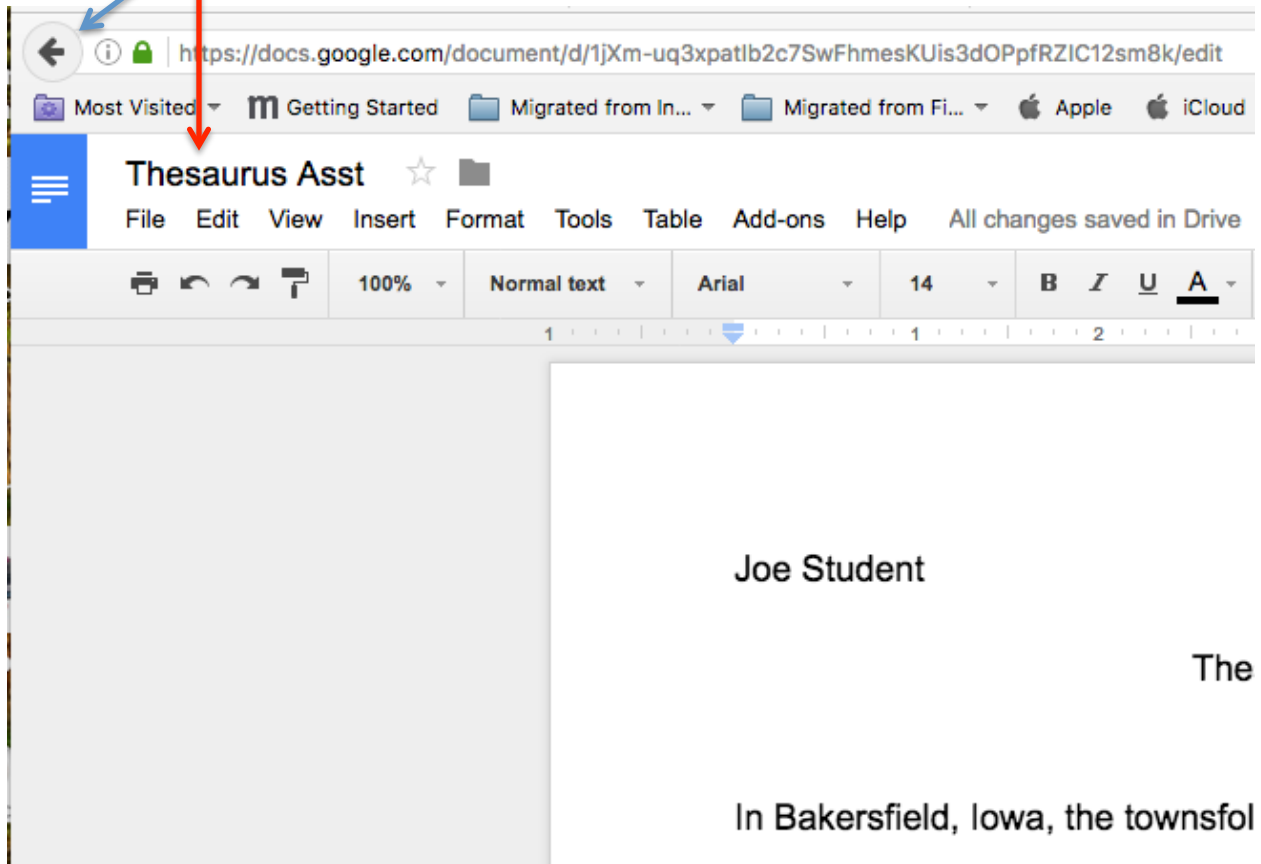 https://docs.google.com/document/d/1jXm-uq3xpatlb2c7SwFhmesKUis3dOPpfRZIC12sm8k/edit
Most Visited Getting Started Migrated from In... Migrated from Fi... Apple iCloud
Thesaurus Asst
File Edit View Insert Format Tools Table Add-ons Help All changes saved in Drive
100% Normal text Arial 14 B I U A
1 1 2
Joe Student
The
In Bakersfield, Iowa, the townsfol